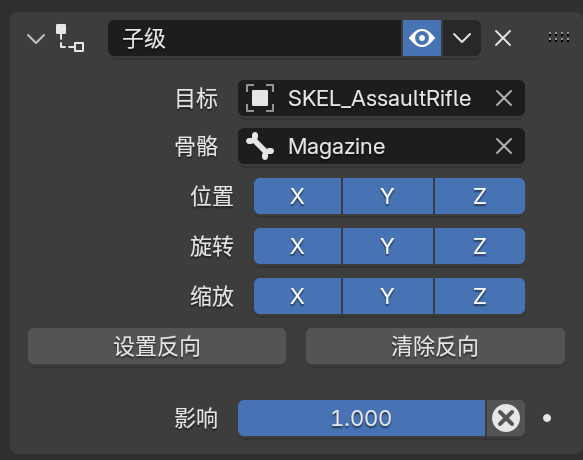 子级
目标 SKEL_AssaultRifle
骨骼 Magazine
位置 X Y Z
旋转 X Y Z
缩放 X Y Z
设置反向 清除反向
影响 1.000